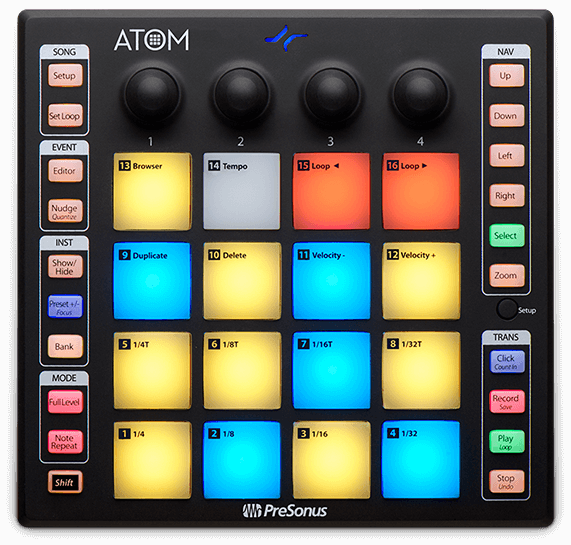 ATOM
SONG
Setup
Set Loop
EVENT
Editor
Nudge
Quantize
INST
Show/
Hide
Preset +/-
Focus
Bank
MODE
Full Level
Note
Repeat
Shift
1 2 3 4
13 Browser
14 Tempo
15 Loop ◄
16 Loop ►
9 Duplicate
10 Delete
11 Velocity -
12 Velocity +
5 1/4T
6 1/8T
7 1/16T
8 1/32T
1 1/4
2 1/8
3 1/16
4 1/32
PreSonus
NAV
Up
Down
Left
Right
Select
Zoom
Setup
TRANS
Click
Count In
Record
Save
Play
Loop
Stop
Undo